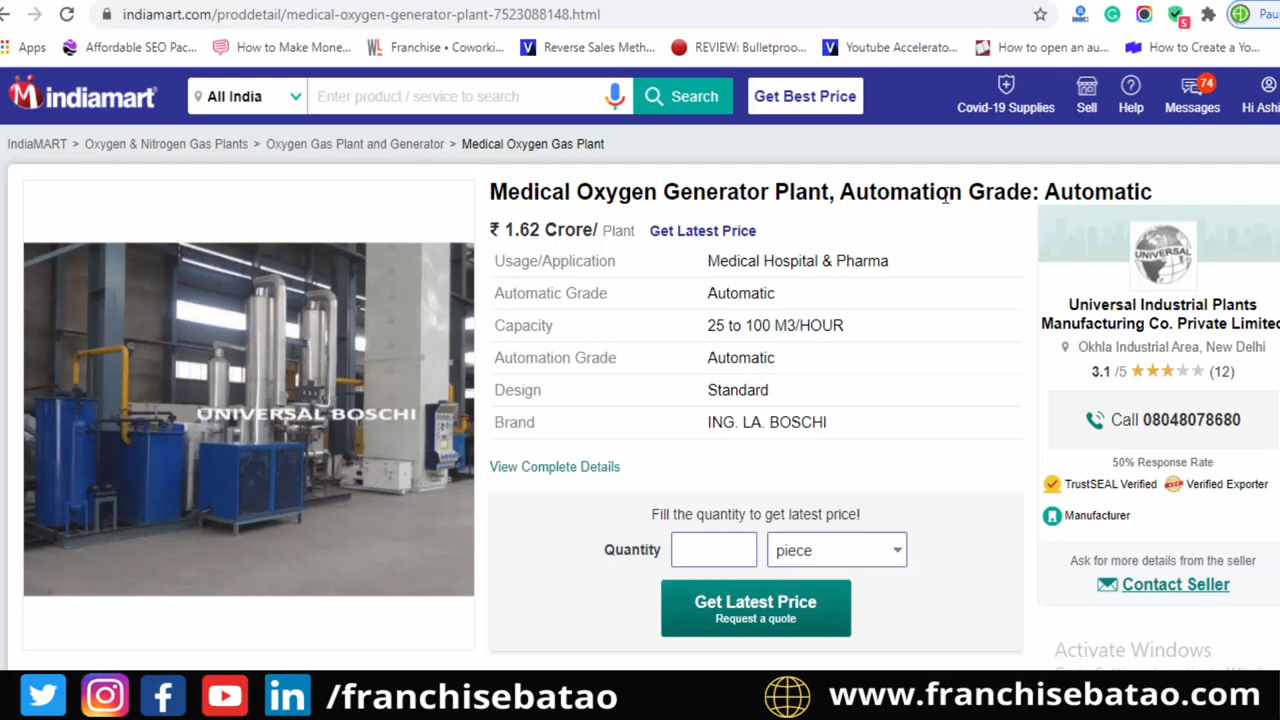 indiamart.com/proddetail/medical-oxygen-generator-plant-7523088148.html
Apps Affordable SEO Pac... How to Make Mone... Franchise • Coworki... Reverse Sales Meth... REVIEW: Bulletproo... Youtube Accelerato... How to open an au... How to Create a Yo...
indiamart All India Enter product / service to search Search Get Best Price Covid-19 Supplies Sell Help 74 Messages Hi Ashi
IndiaMART > Oxygen & Nitrogen Gas Plants > Oxygen Gas Plant and Generator > Medical Oxygen Gas Plant
Medical Oxygen Generator Plant, Automation Grade: Automatic
₹ 1.62 Crore/ Plant Get Latest Price
Usage/Application Medical Hospital & Pharma
Automatic Grade Automatic
Capacity 25 to 100 M3/HOUR
Automation Grade Automatic
Design Standard
Brand ING. LA. BOSCHI
View Complete Details
Fill the quantity to get latest price!
Quantity piece
Get Latest Price
Request a quote
UNIVERSAL BOSCHI
UNIVERSAL
Universal Industrial Plants
Manufacturing Co. Private Limite
Okhla Industrial Area, New Delhi
3.1 /5 (12)
Call 08048078680
50% Response Rate
TrustSEAL Verified Verified Exporter
Manufacturer
Ask for more details from the seller
Contact Seller
Activate Windows
/franchisebatao www.franchisebatao.com